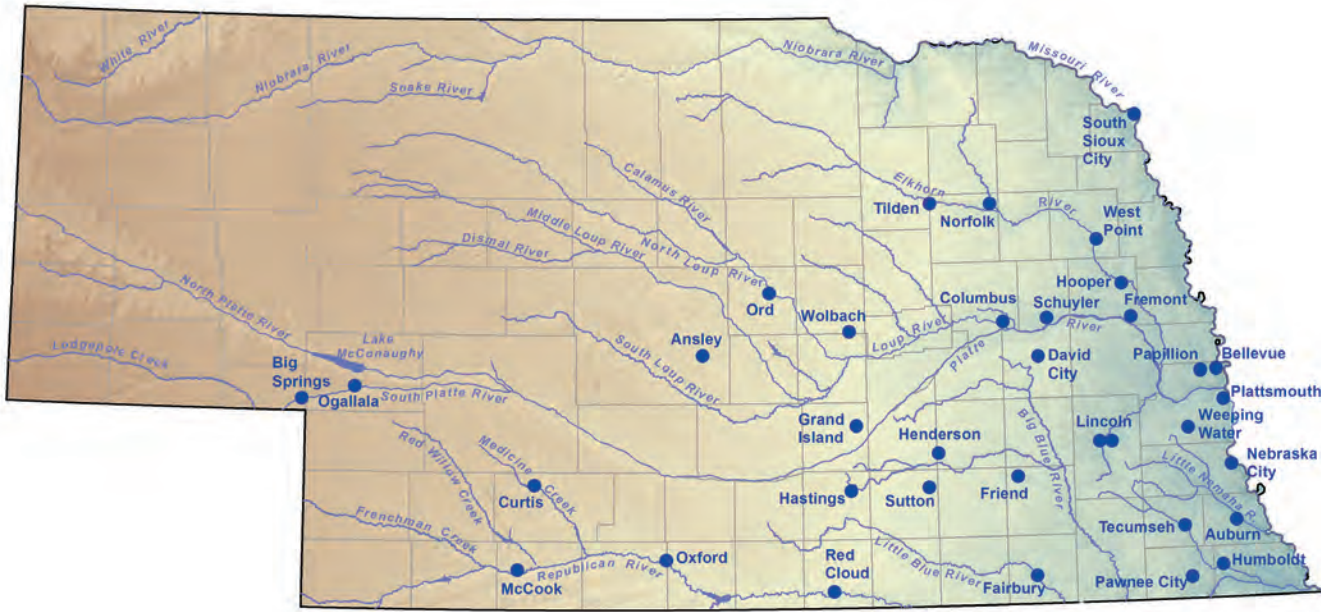 White River
Niobrara River
Snake River
Niobrara River
Missouri River
South
Sioux
City
Calamus River
Elkhorn
River
Tilden
Norfolk
West
Point
Middle Loup River
North Loup River
Dismal River
North Platte River
Lake
McConaughy
Lodgepole Creek
Big
Springs
Ogallala
South Platte River
Ord
Wolbach
Ansley
South Loup River
Loup River
Columbus
Schuyler
Hooper
Fremont
River
Platte
David
City
Papillion
Bellevue
Plattsmouth
Grand
Island
Henderson
Big Blue River
Lincoln
Weeping
Water
Nebraska
City
Red Willow Creek
Medicine
Creek
Curtis
Hastings
Sutton
Friend
Little Nemaha R.
Tecumseh
Auburn
Frenchman Creek
McCook
Republican River
Oxford
Red
Cloud
Little Blue River
Fairbury
Pawnee City
Humboldt